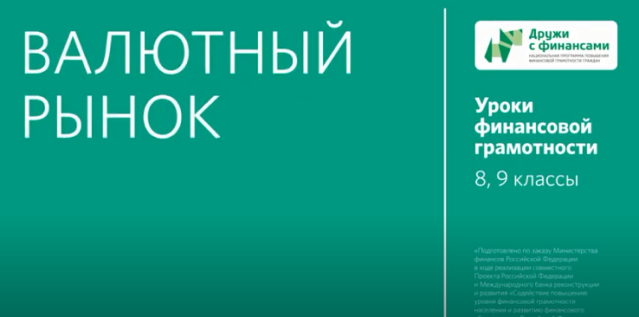 ВАЛЮТНЫЙ
РЫНОК
Дружи
с финансами
НАЦИОНАЛЬНАЯ ПРОГРАММА ПОВЫШЕНИЯ
ФИНАНСОВОЙ ГРАМОТНОСТИ ГРАЖДАН
Уроки
финансовой
грамотности
8, 9 классы
«Подготовлено по заказу Министерства
финансов Российской Федерации
в ходе реализации совместного
Проекта Российской Федерации
и Международного банка реконструкции
и развития «Содействие повышению
уровня финансовой грамотности
населения и развитию финансового